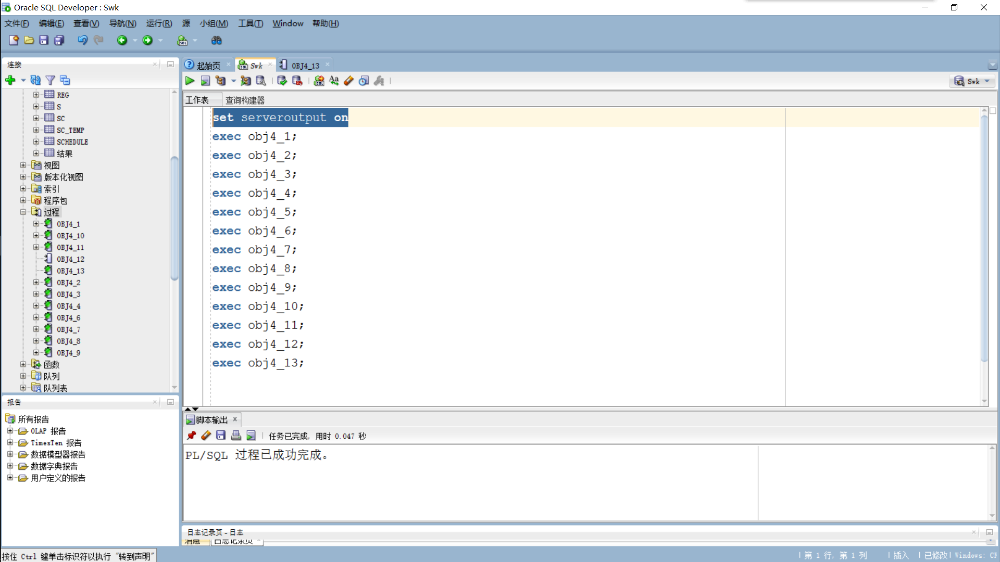 Oracle SQL Developer : Swk
文件(F) 编辑(E) 查看(V) 导航(N) 运行(R) 源 小组(M) 工具(T) Window 帮助(H)
连接
REG
S
SC
SC_TEMP
SCHEDULE
结果
视图
版本化视图
索引
程序包
过程
OBJ4_1
OBJ4_10
OBJ4_11
OBJ4_12
OBJ4_13
OBJ4_2
OBJ4_3
OBJ4_4
OBJ4_6
OBJ4_7
OBJ4_8
OBJ4_9
函数
队列
队列表
报告
所有报告
OLAP 报告
TimesTen 报告
数据模型器报告
数据字典报告
用户定义的报告
起始页 Swk OBJ4_13
Swk
工作表 查询构建器
set serveroutput on
exec obj4_1;
exec obj4_2;
exec obj4_3;
exec obj4_4;
exec obj4_5;
exec obj4_6;
exec obj4_7;
exec obj4_8;
exec obj4_9;
exec obj4_10;
exec obj4_11;
exec obj4_12;
exec obj4_13;
脚本输出
任务已完成, 用时 0.047 秒
PL/SQL 过程已成功完成。
日志记录页 - 日志
消息 日志记录页
按住 Ctrl 键单击标识符以执行 "转到声明"
第 1 行, 第 1 列 插入 已修改 Windows: CF